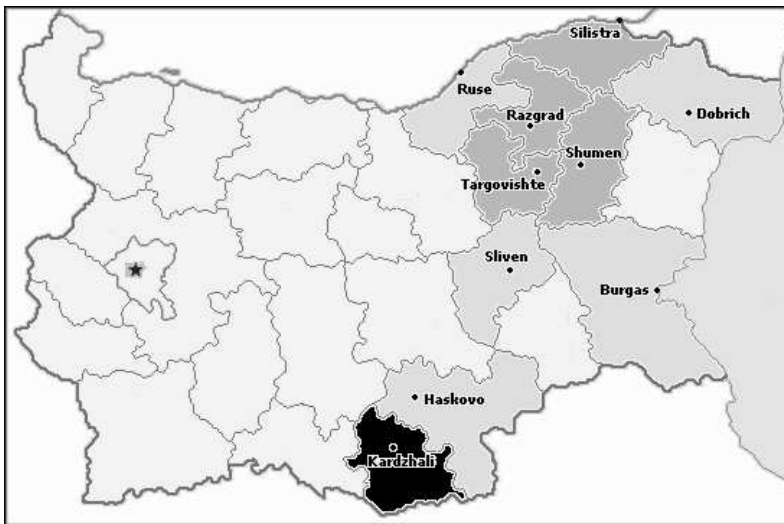 Silistra
Ruse
Razgrad
Dobrich
Shumen
Targovishte
Sliven
Burgas
Haskovo
Kardzhali